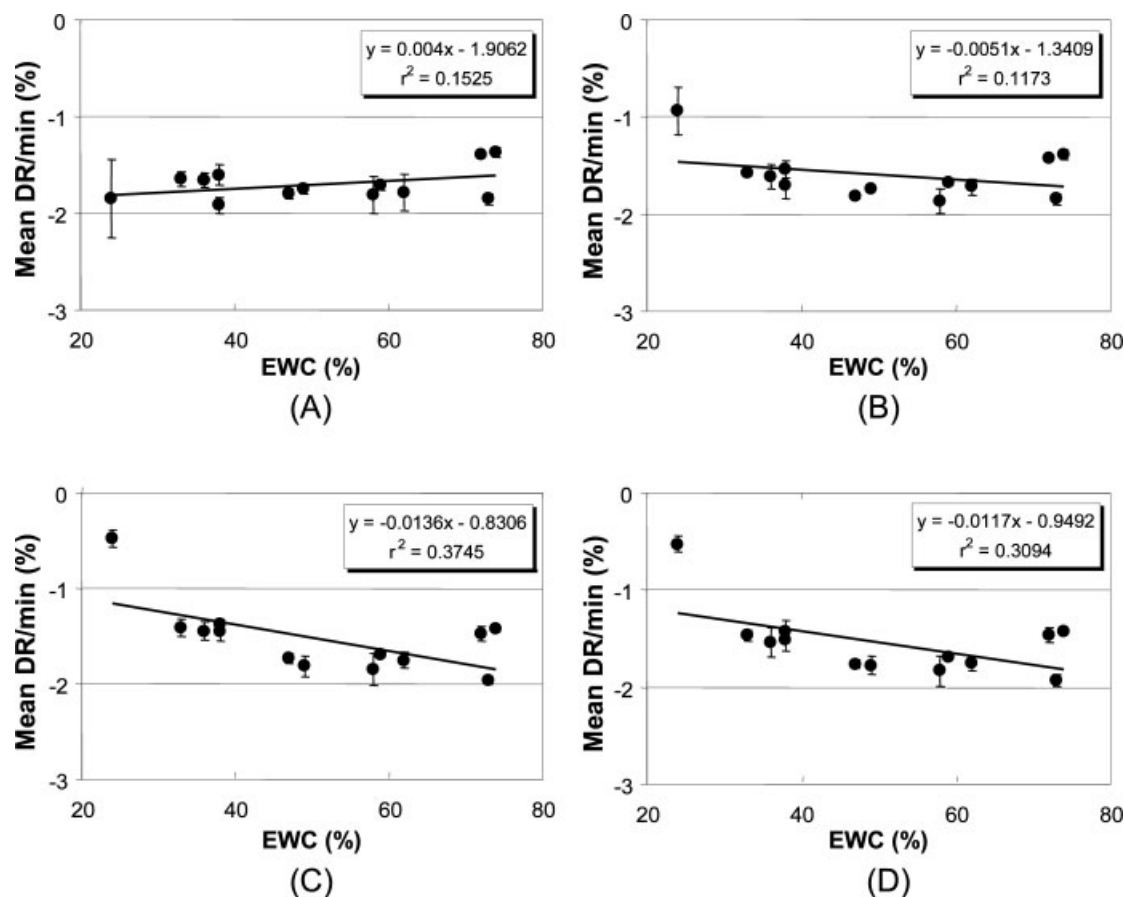 0
-1
-2
-3
Mean DR/min (%)
y = 0.004x - 1.9062
r² = 0.1525
20 40 60 80
EWC (%)
(A)
0
-1
-2
-3
Mean DR/min (%)
y = -0.0051x - 1.3409
r² = 0.1173
20 40 60 80
EWC (%)
(B)
0
-1
-2
-3
Mean DR/min (%)
y = -0.0136x - 0.8306
r² = 0.3745
20 40 60 80
EWC (%)
(C)
0
-1
-2
-3
Mean DR/min (%)
y = -0.0117x - 0.9492
r² = 0.3094
20 40 60 80
EWC (%)
(D)